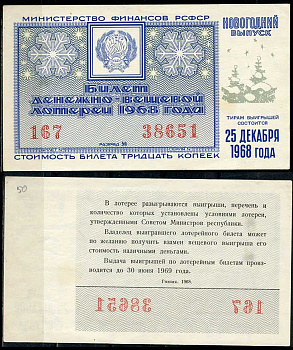 МИНИСТЕРСТВО ФИНАНСОВ РСФСР
НОВОГОДНИЙ
ВЫПУСК
Билет
денежно-вещевой
лотереи 1968 года
ТИРАЖ ВЫИГРЫШЕЙ
СОСТОИТСЯ
25 ДЕКАБРЯ
1968 ГОДА
167 38651
РАЗРЯД 50
СТОИМОСТЬ БИЛЕТА ТРИДЦАТЬ КОПЕЕК
50
В лотерее разыгрываются выигрыши, перечень и
количество которых установлены условиями лотереи,
утвержденными Советом Министров республики.
Владелец выигравшего лотерейного билета может
по желанию получить взамен вещевого выигрыша его
стоимость наличными деньгами.
Выдача выигрышей по лотерейным билетам произ-
водится до 30 июня 1969 года.
Гознак. 1968.
38651 167